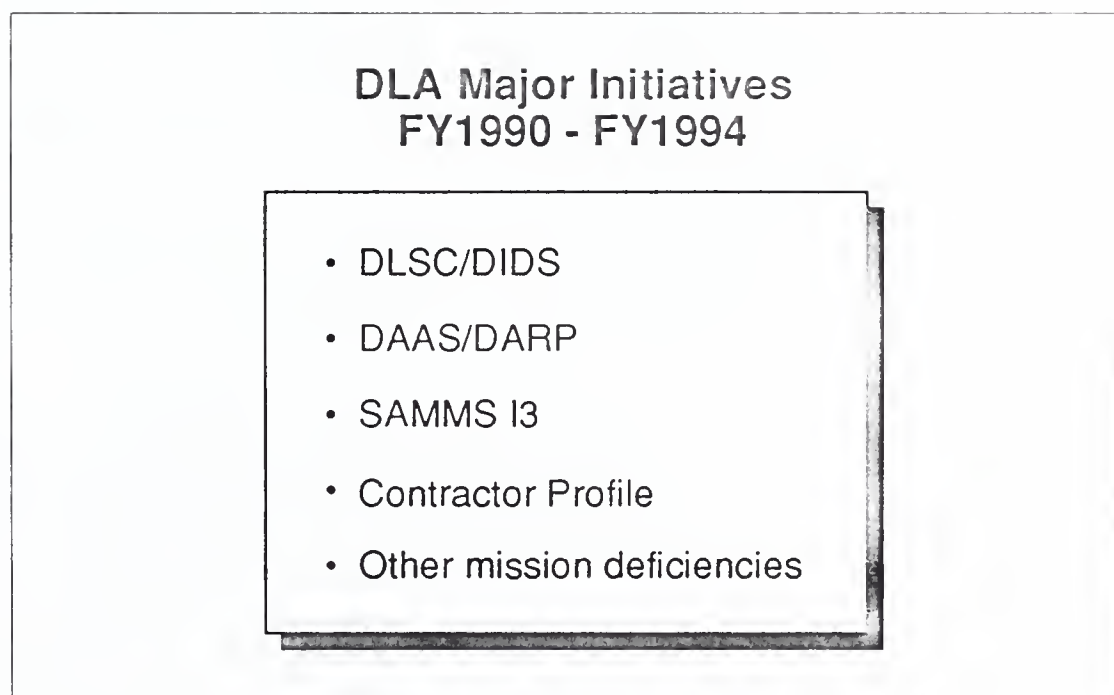 DLA Major Initiatives
FY1990 - FY1994
• DLSC/DIDS
• DAAS/DARP
• SAMMS I3
• Contractor Profile
• Other mission deficiencies